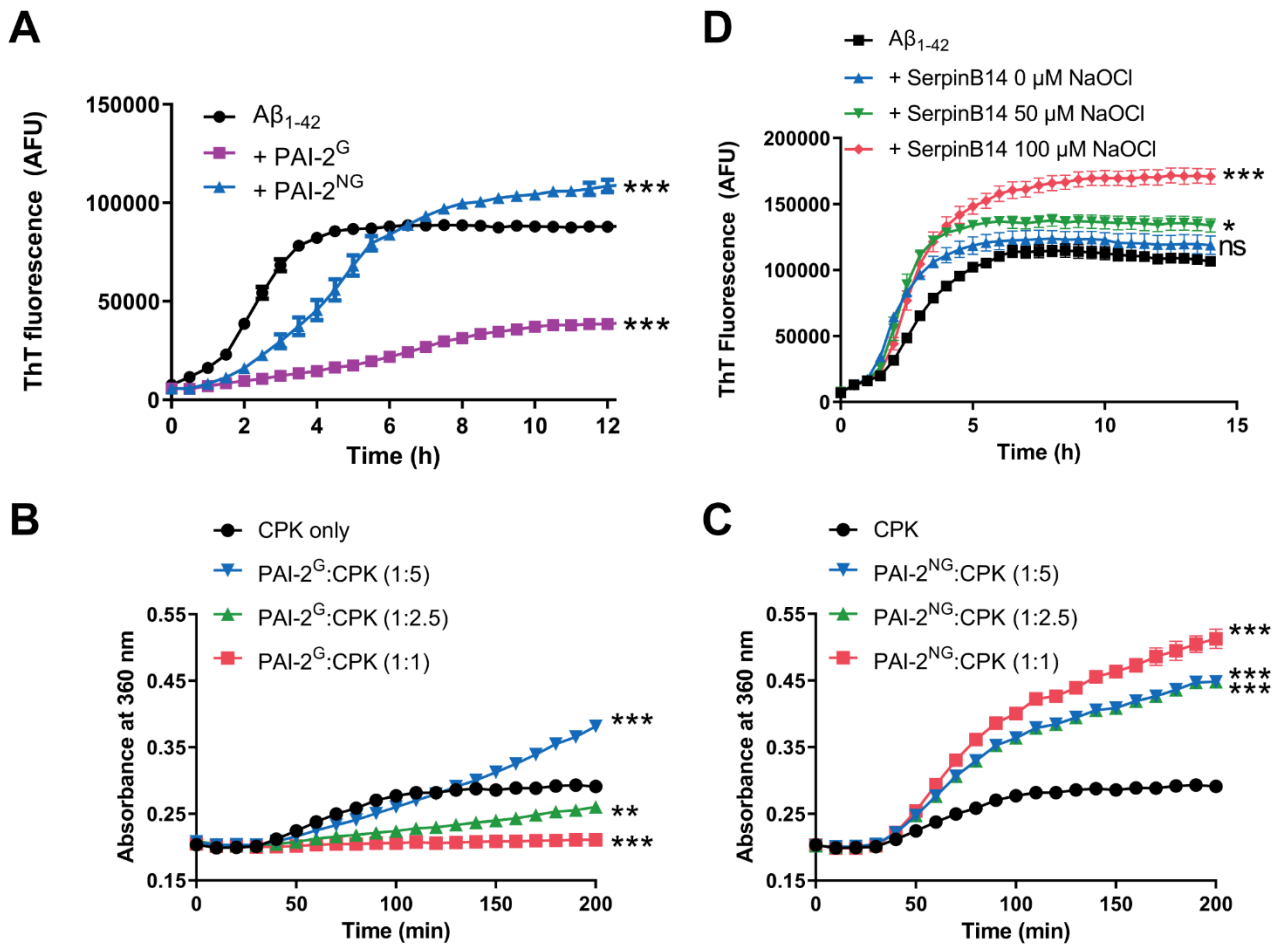 A
ThT fluorescence (AFU)
150000
100000
50000
0
Aβ1-42
+ PAI-2G
+ PAI-2NG
***
***
0 2 4 6 8 10 12
Time (h)
D
Aβ1-42
+ SerpinB14 0 μM NaOCl
+ SerpinB14 50 μM NaOCl
+ SerpinB14 100 μM NaOCl
ThT Fluorescence (AFU)
200000
150000
100000
50000
0
***
*
ns
0 5 10 15
Time (h)
B
CPK only
PAI-2G:CPK (1:5)
PAI-2G:CPK (1:2.5)
PAI-2G:CPK (1:1)
Absorbance at 360 nm
0.55
0.45
0.35
0.25
0.15
***
**
***
0 50 100 150 200
Time (min)
C
CPK
PAI-2NG:CPK (1:5)
PAI-2NG:CPK (1:2.5)
PAI-2NG:CPK (1:1)
Absorbance at 360 nm
0.55
0.45
0.35
0.25
0.15
***
***
***
0 50 100 150 200
Time (min)